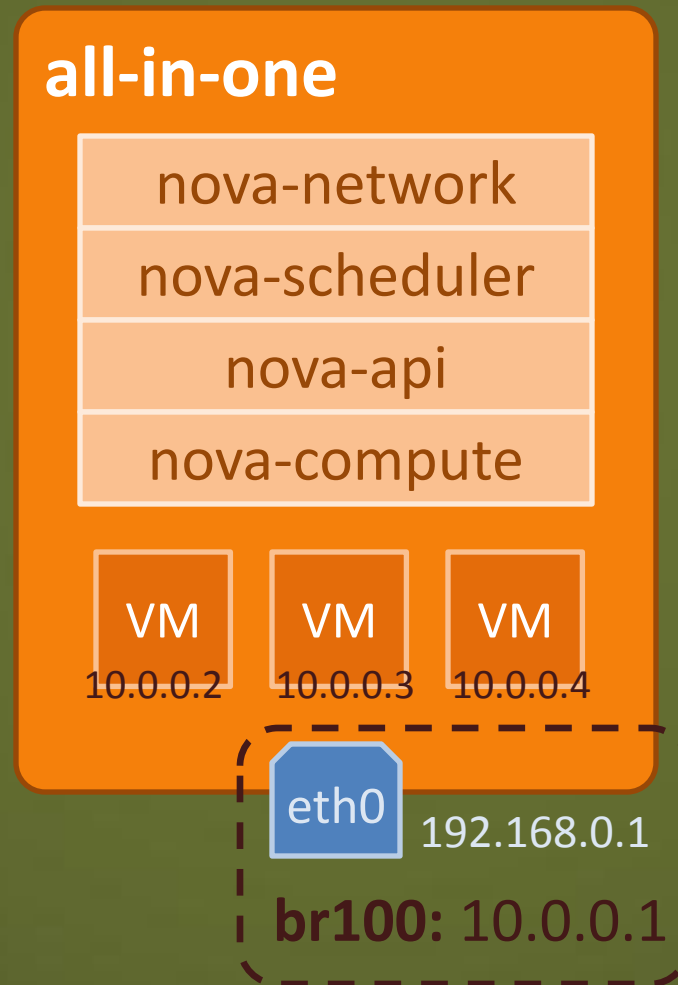 all-in-one
nova-network
nova-scheduler
nova-api
nova-compute
VM VM VM
10.0.0.2 10.0.0.3 10.0.0.4
eth0 192.168.0.1
br100: 10.0.0.1